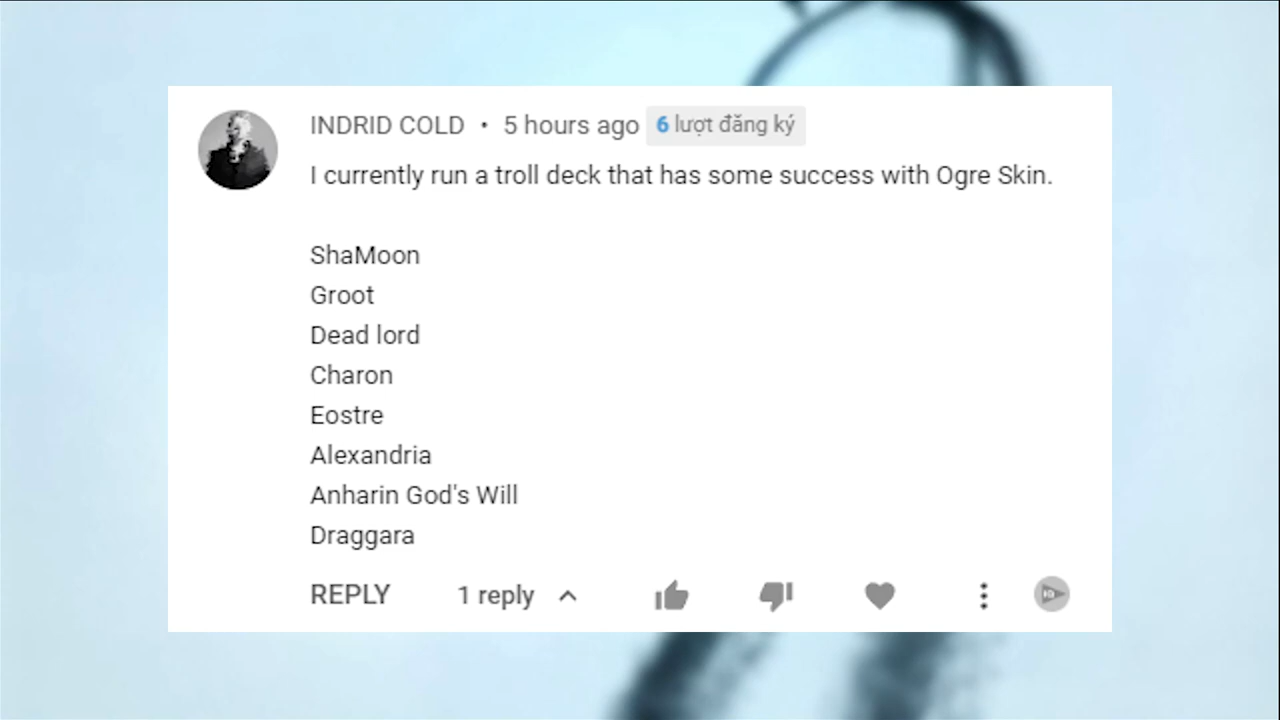 INDRID COLD • 5 hours ago 6 lượt đăng ký
I currently run a troll deck that has some success with Ogre Skin.
ShaMoon
Groot
Dead lord
Charon
Eostre
Alexandria
Anharin God's Will
Draggara
REPLY 1 reply